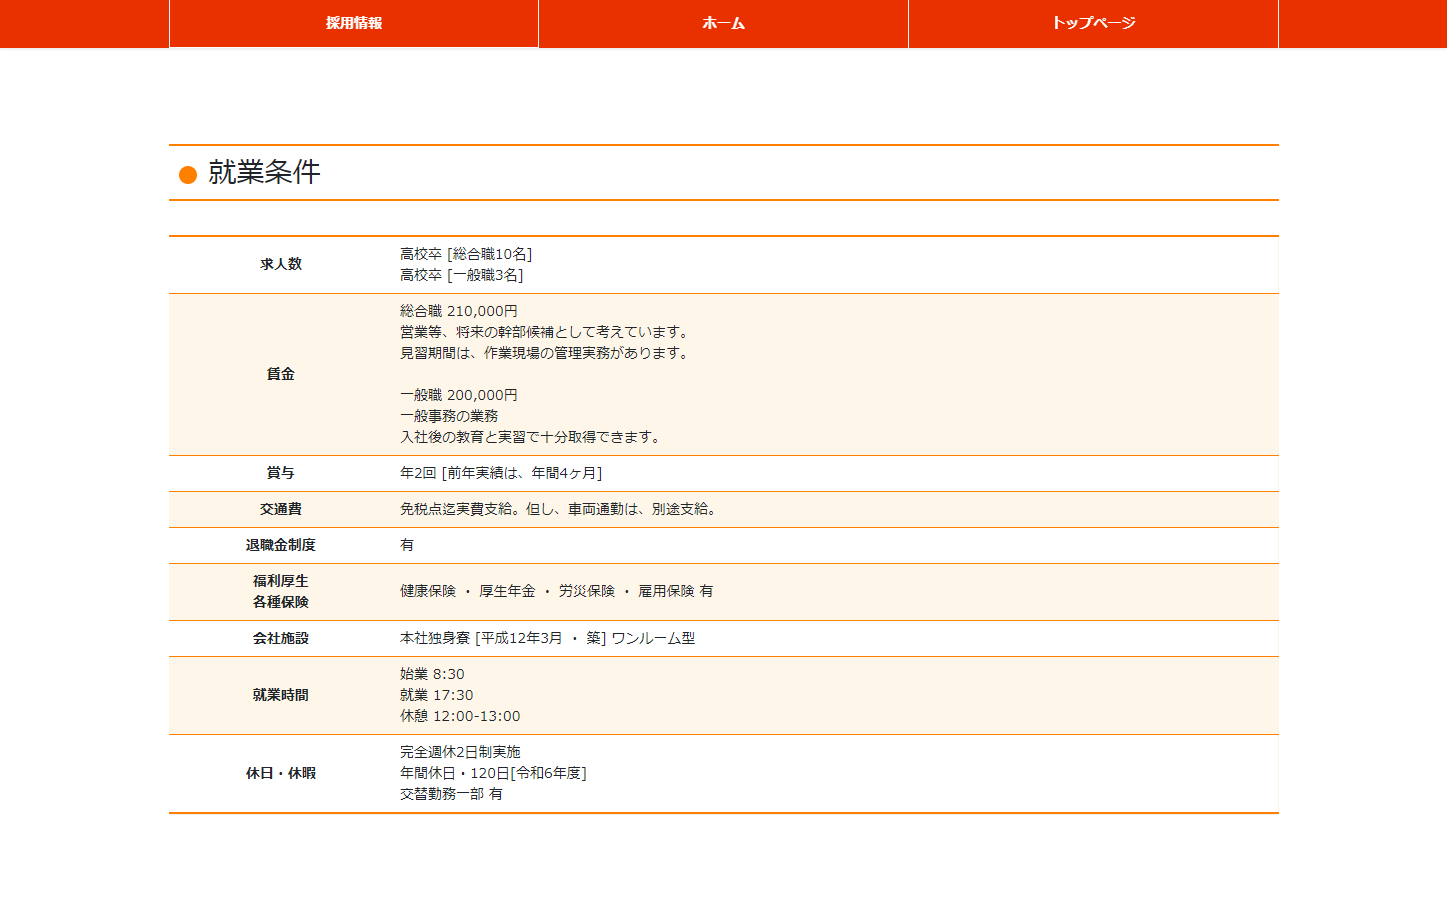 採用情報
ホーム
トップページ
就業条件
求人数
高校卒 [総合職10名]
高校卒 [一般職3名]
賃金
総合職 210,000円
営業等、将来の幹部候補として考えています。
見習期間は、作業現場の管理実務があります。
一般職 200,000円
一般事務の業務
入社後の教育と実習で十分取得できます。
賞与
年2回 [前年実績は、年間4ヶ月]
交通費
免税点迄実費支給。但し、車両通勤は、別途支給。
退職金制度
有
福利厚生
各種保険
健康保険 ・ 厚生年金 ・ 労災保険 ・ 雇用保険 有
会社施設
本社独身寮 [平成12年3月 ・ 築] ワンルーム型
就業時間
始業 8:30
就業 17:30
休憩 12:00-13:00
休日・休暇
完全週休2日制実施
年間休日・120日[令和6年度]
交替勤務一部 有